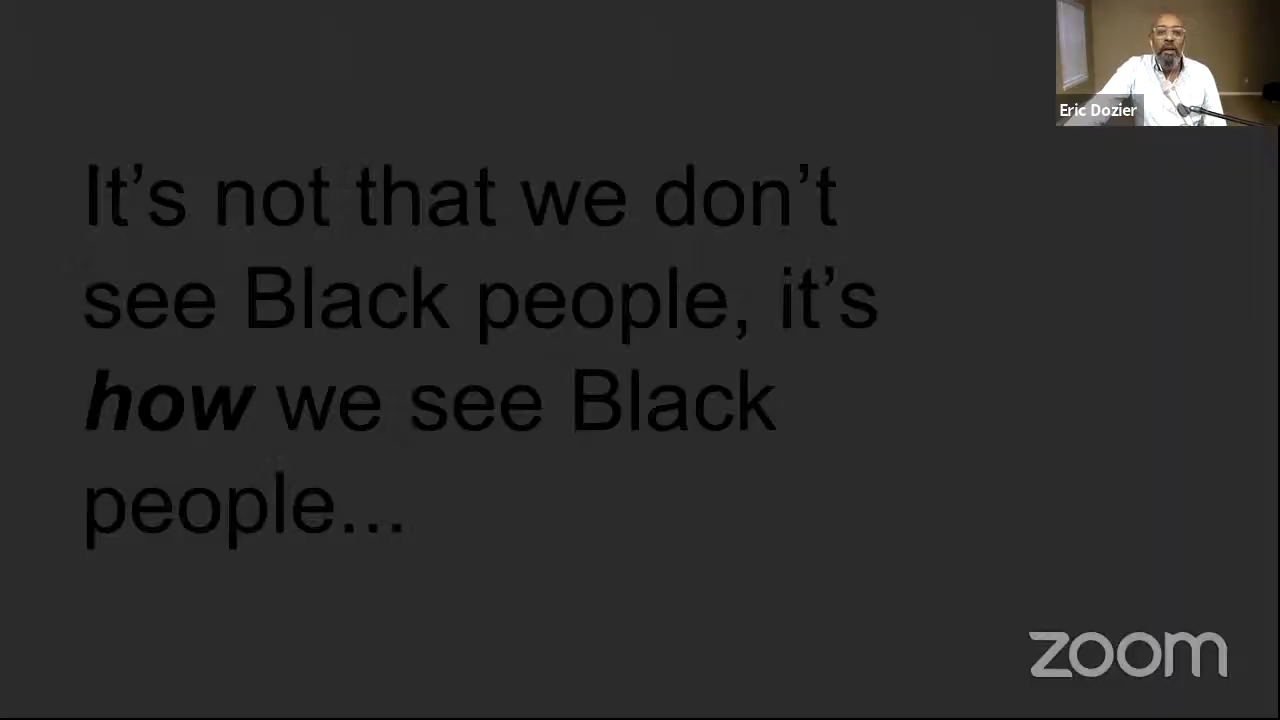 Eric Dozier
It’s not that we don’t
see Black people, it’s
how we see Black
people...
zoom